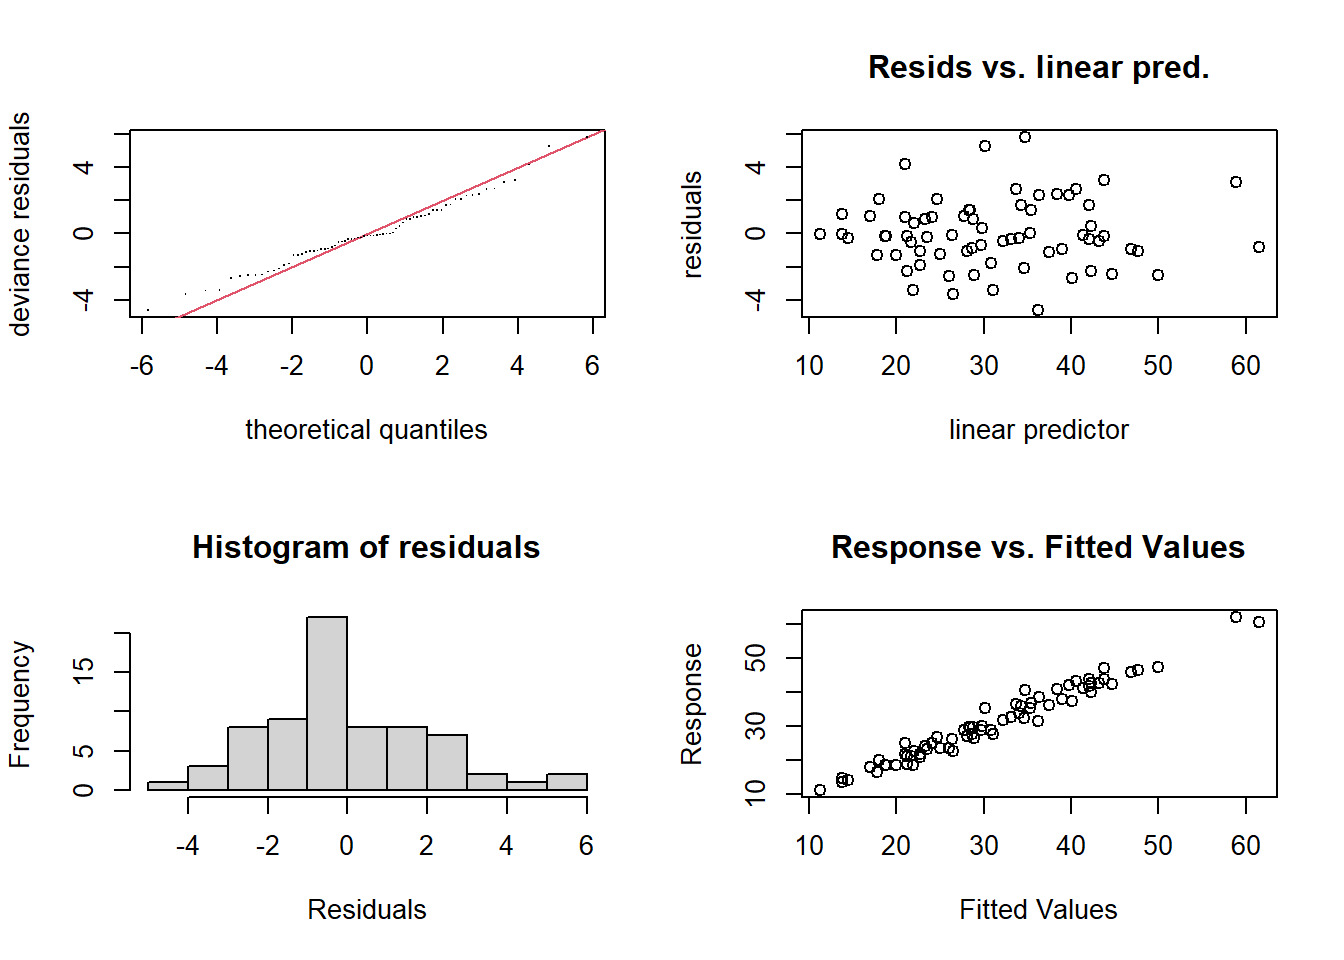 deviance residuals
4
0
-4
-6 -4 -2 0 2 4 6
theoretical quantiles
Resids vs. linear pred.
residuals
4
0
-4
10 20 30 40 50 60
linear predictor
Histogram of residuals
Frequency
15
5
0
-4 -2 0 2 4 6
Residuals
Response vs. Fitted Values
Response
50
30
10
10 20 30 40 50 60
Fitted Values